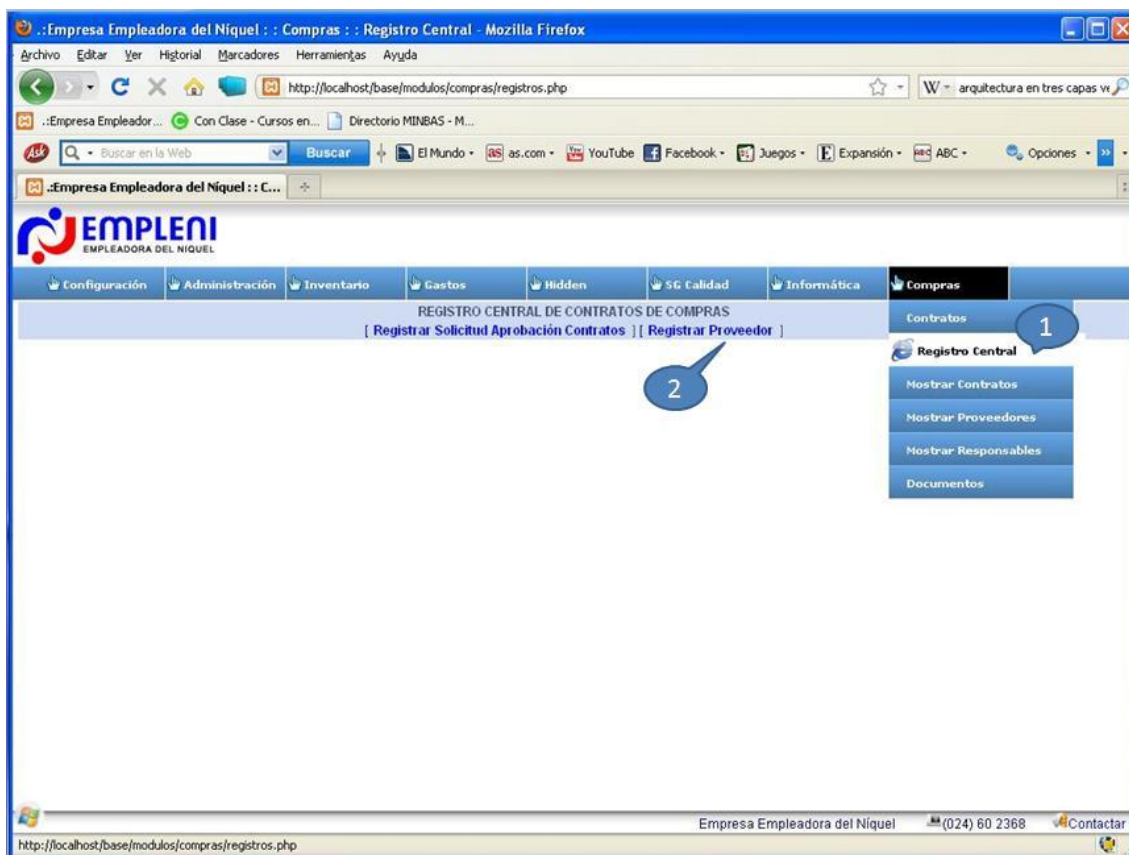 .:Empresa Empleadora del Níquel : : Compras : : Registro Central - Mozilla Firefox
Archivo Editar Ver Historial Marcadores Herramientas Ayuda
http://localhost/base/modulos/compras/registros.php W arquitectura en tres capas ve
.:Empresa Empleador... Con Clase - Cursos en... Directorio MINBAS - M...
Ask Buscar en la Web Buscar El Mundo as as.com YouTube Facebook Juegos E Expansión ABC ABC Opciones »
.:Empresa Empleadora del Níquel : : C...
EMPLENI
EMPLEADORA DEL NIQUEL
Configuración Administración Inventario Gastos Hidden SG Calidad Informática Compras
REGISTRO CENTRAL DE CONTRATOS DE COMPRAS
[ Registrar Solicitud Aprobación Contratos ] [ Registrar Proveedor ]
Contratos
1
Registro Central
2
Mostrar Contratos
Mostrar Proveedores
Mostrar Responsables
Documentos
Empresa Empleadora del Níquel (024) 60 2368 Contactar
http://localhost/base/modulos/compras/registros.php